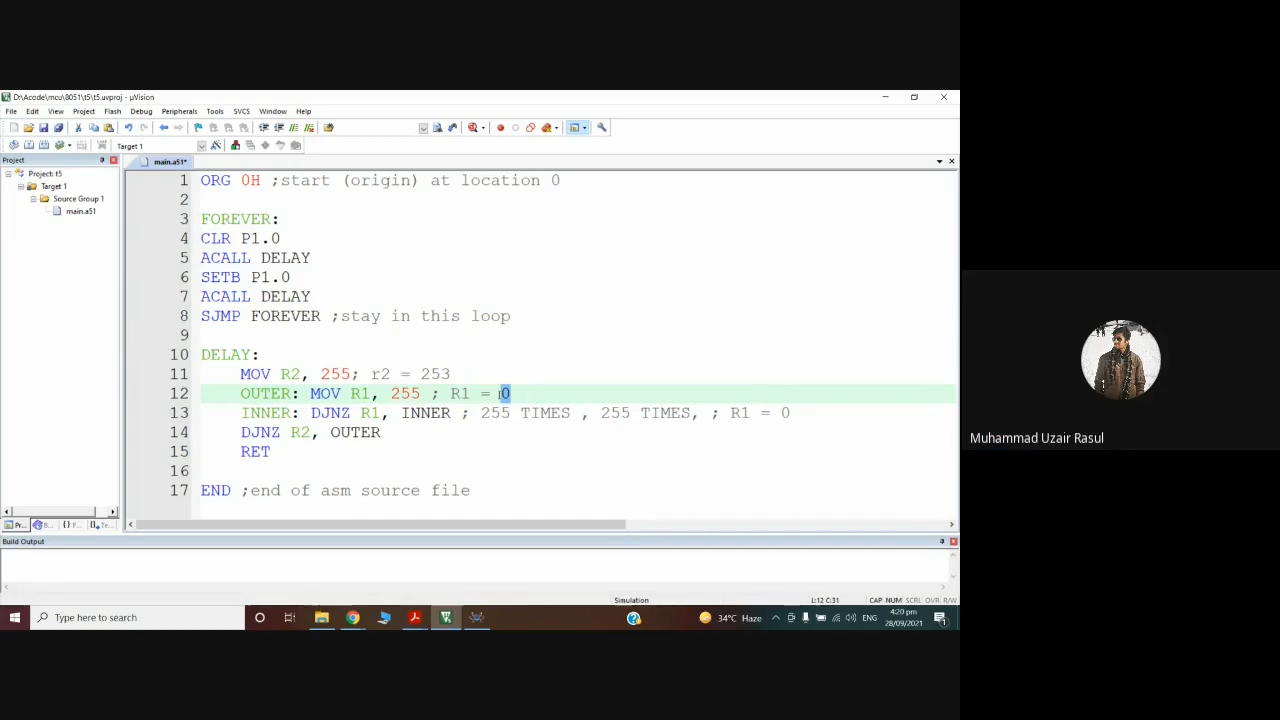 D:\Acode\mcu\8051\t5\t5.uvproj - µVision
File Edit View Project Flash Debug Peripherals Tools SVCS Window Help
Target 1
Project
main.a51*
Project: t5
Target 1
Source Group 1
main.a51
1 ORG 0H ;start (origin) at location 0
2
3 FOREVER:
4 CLR P1.0
5 ACALL DELAY
6 SETB P1.0
7 ACALL DELAY
8 SJMP FOREVER ;stay in this loop
9
10 DELAY:
11 MOV R2, 255; r2 = 253
12 OUTER: MOV R1, 255 ; R1 = 0
13 INNER: DJNZ R1, INNER ; 255 TIMES , 255 TIMES, ; R1 = 0
14 DJNZ R2, OUTER
15 RET
16
17 END ;end of asm source file
Pr... B... {} F... Te...
Build Output
Simulation L:12 C:31 CAP NUM SCRL OVR R/W
Type here to search
34°C Haze ENG 4:20 pm
28/09/2021 1
Muhammad Uzair Rasul